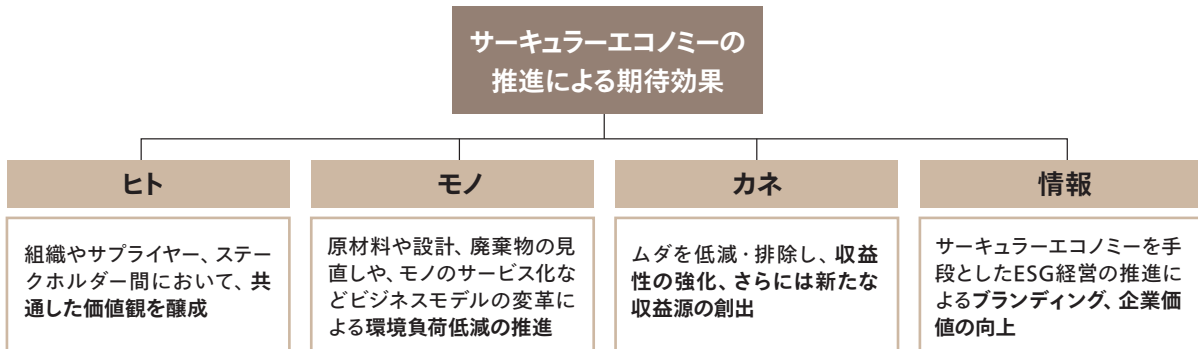 サーキュラーエコノミーの
推進による期待効果
ヒト
組織やサプライヤー、ステー
クホルダー間において、共
通した価値観を醸成
モノ
原材料や設計、廃棄物の見
直しや、モノのサービス化な
どビジネスモデルの変革に
よる環境負荷低減の推進
カネ
ムダを低減・排除し、収益
性の強化、さらには新たな
収益源の創出
情報
サーキュラーエコノミーを手
段としたESG経営の推進に
よるブランディング、企業価
値の向上